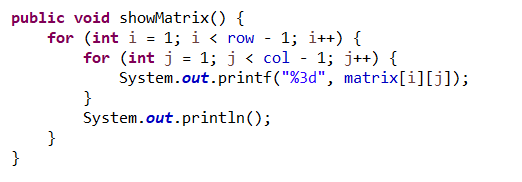 public void showMatrix() {
    for (int i = 1; i < row - 1; i++) {
        for (int j = 1; j < col - 1; j++) {
            System.out.printf("%3d", matrix[i][j]);
        }
        System.out.println();
    }
}